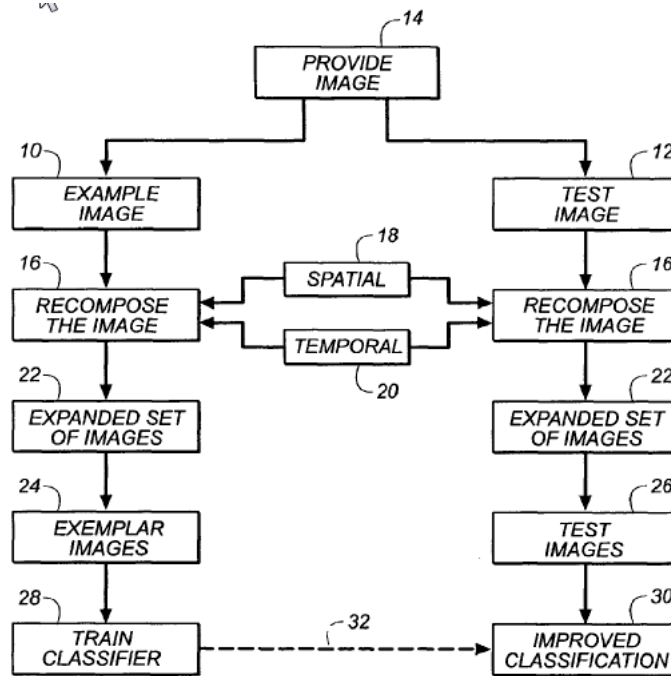 14
PROVIDE
IMAGE
10
EXAMPLE
IMAGE
12
TEST
IMAGE
18
SPATIAL
16
RECOMPOSE
THE IMAGE
16
RECOMPOSE
THE IMAGE
TEMPORAL
20
22
EXPANDED SET
OF IMAGES
22
EXPANDED SET
OF IMAGES
24
EXEMPLAR
IMAGES
26
TEST
IMAGES
28
TRAIN
CLASSIFIER
32
30
IMPROVED
CLASSIFICATION